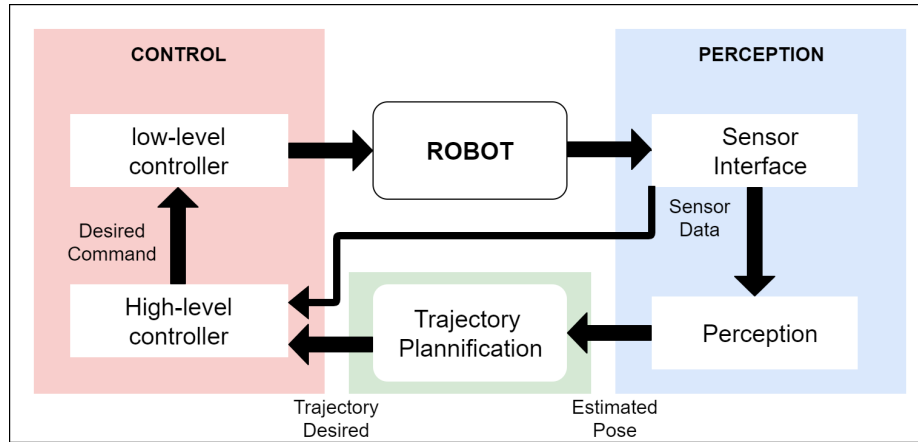 CONTROL
PERCEPTION
low-level
controller
ROBOT
Sensor
Interface
Desired
Command
Sensor
Data
High-level
controller
Trajectory
Plannification
Perception
Trajectory
Desired
Estimated
Pose